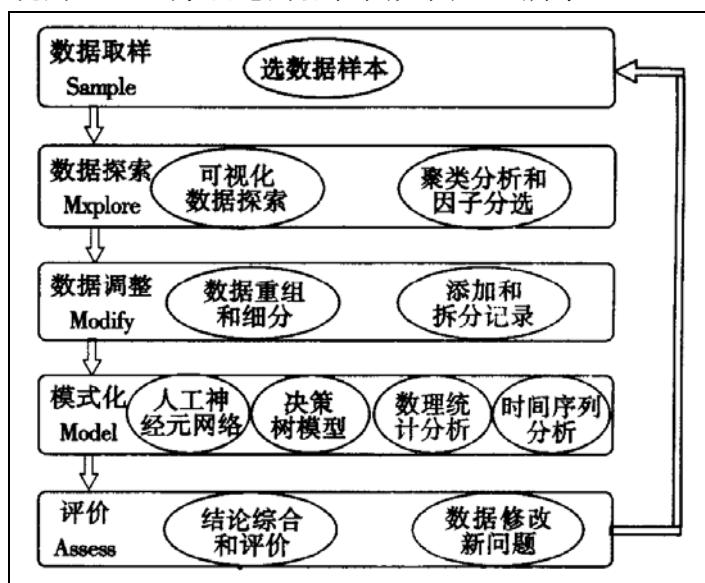 数据取样
Sample
选数据样本
数据探索
Mxplore
可视化
数据探索
聚类分析和
因子分选
数据调整
Modify
数据重组
和细分
添加和
拆分记录
模式化
Model
人工神
经元网络
决策
树模型
数理统
计分析
时间序列
分析
评价
Assess
结论综合
和评价
数据修改
新问题